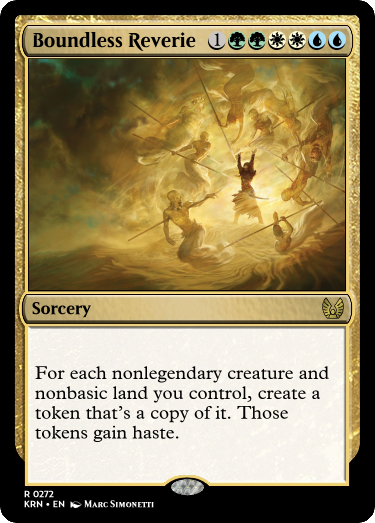 Boundless Reverie 1
Sorcery
For each nonlegendary creature and
nonbasic land you control, create a
token that's a copy of it. Those
tokens gain haste.
R 0272
KRN • EN Marc Simonetti